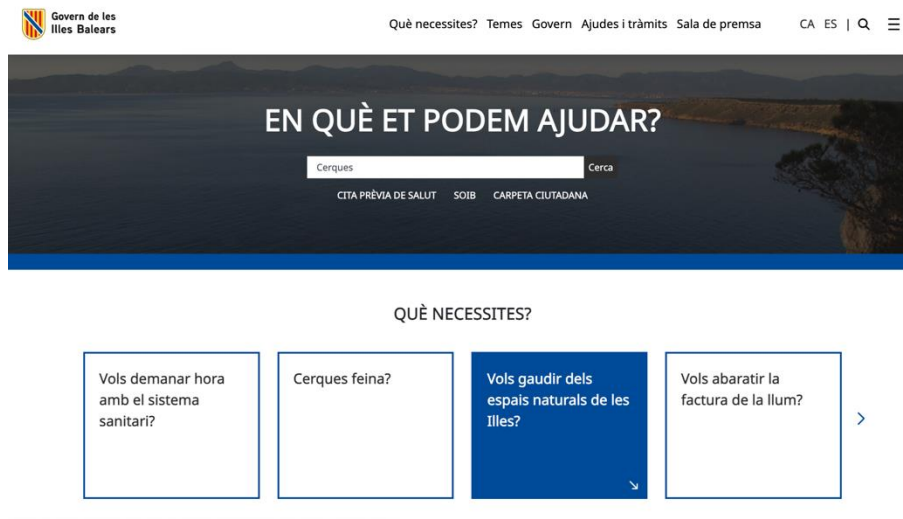 Govern de les
Illes Balears
Què necessites? Temes Govern Ajudes i tràmits Sala de premsa CA ES |
EN QUÈ ET PODEM AJUDAR?
Cerques Cerca
CITA PRÈVIA DE SALUT SOIB CARPETA CIUTADANA
QUÈ NECESSITES?
Vols demanar hora
amb el sistema
sanitari?
Cerques feina?
Vols gaudir dels
espais naturals de les
Illes?
Vols abaratir la
factura de la llum?